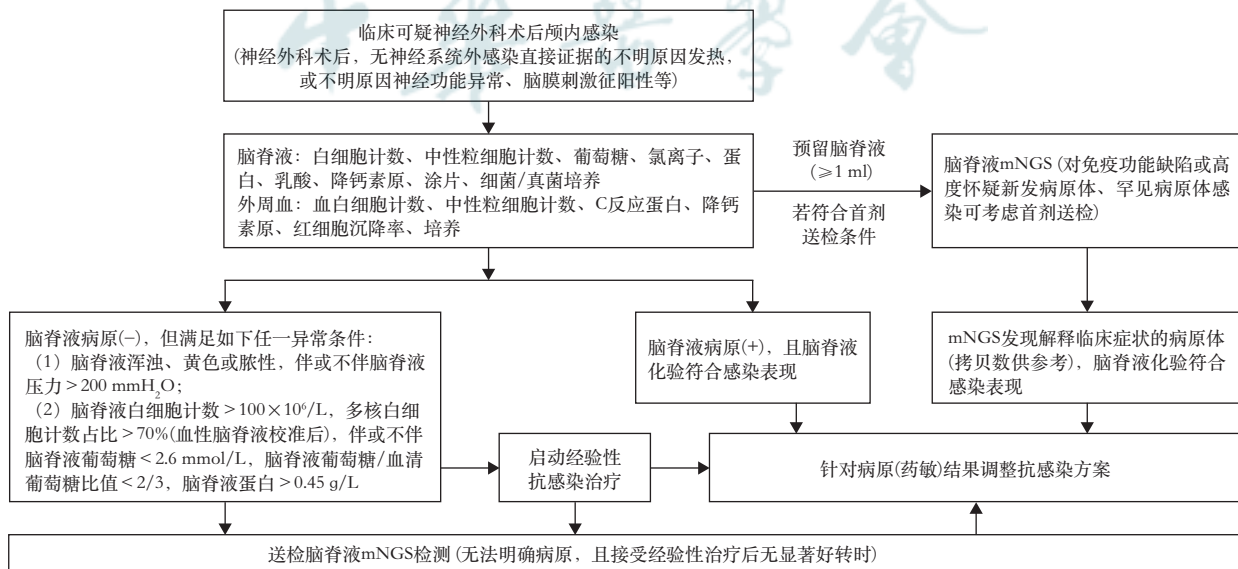 中华医学会
临床可疑神经外科术后颅内感染
(神经外科术后，无神经系统外感染直接证据的不明原因发热，
或不明原因神经功能异常、脑膜刺激征阳性等)
脑脊液：白细胞计数、中性粒细胞计数、葡萄糖、氯离子、蛋
白、乳酸、降钙素原、涂片、细菌/真菌培养
外周血：血白细胞计数、中性粒细胞计数、C反应蛋白、降钙
素原、红细胞沉降率、培养
预留脑脊液
(≥1 ml)
若符合首剂
送检条件
脑脊液mNGS (对免疫功能缺陷或高
度怀疑新发病原体、罕见病原体感
染可考虑首剂送检)
脑脊液病原(−)，但满足如下任一异常条件：
（1）脑脊液浑浊、黄色或脓性，伴或不伴脑脊液
压力＞200 mmH₂O；
（2）脑脊液白细胞计数＞100×10⁶/L，多核白细
胞计数占比＞70%(血性脑脊液校准后)，伴或不伴
脑脊液葡萄糖＜2.6 mmol/L，脑脊液葡萄糖/血清
葡萄糖比值＜2/3，脑脊液蛋白＞0.45 g/L
脑脊液病原(+)，且脑脊液
化验符合感染表现
mNGS发现解释临床症状的病原体
(拷贝数供参考)，脑脊液化验符合
感染表现
启动经验性
抗感染治疗
针对病原(药敏)结果调整抗感染方案
送检脑脊液mNGS检测 (无法明确病原，且接受经验性治疗后无显著好转时)